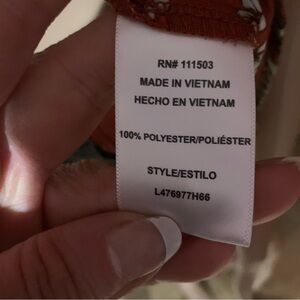 RN# 111503
MADE IN VIETNAM
HECHO EN VIETNAM
100% POLYESTER/POLIÉSTER
STYLE/ESTILO
L476977H66